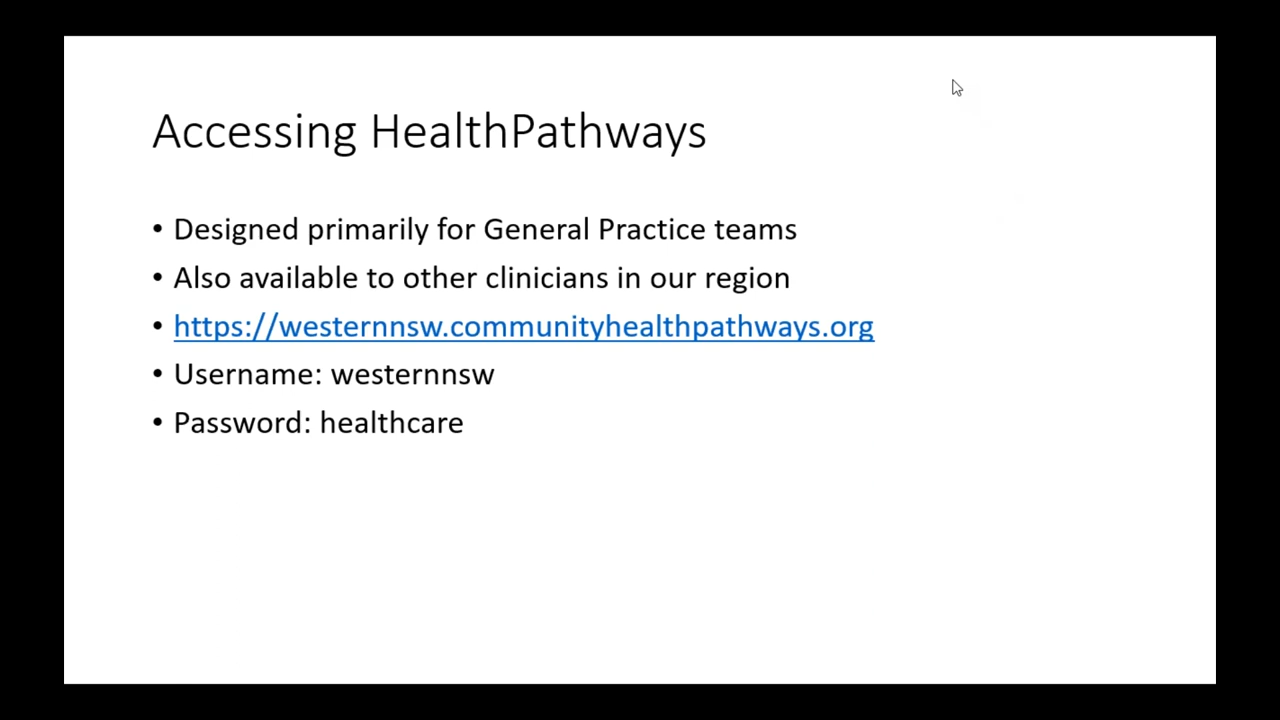 Accessing HealthPathways
• Designed primarily for General Practice teams
• Also available to other clinicians in our region
• https://westernnsw.communityhealthpathways.org
• Username: westernnsw
• Password: healthcare